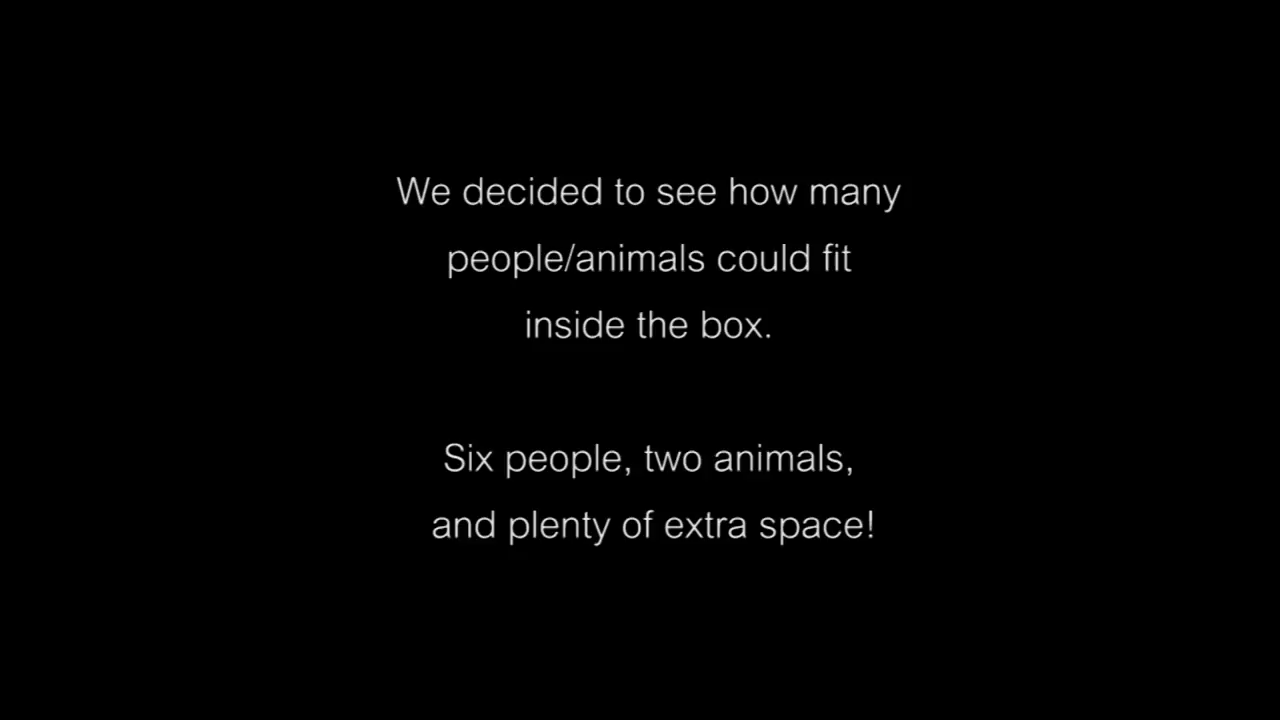 We decided to see how many
people/animals could fit
inside the box.
Six people, two animals,
and plenty of extra space!